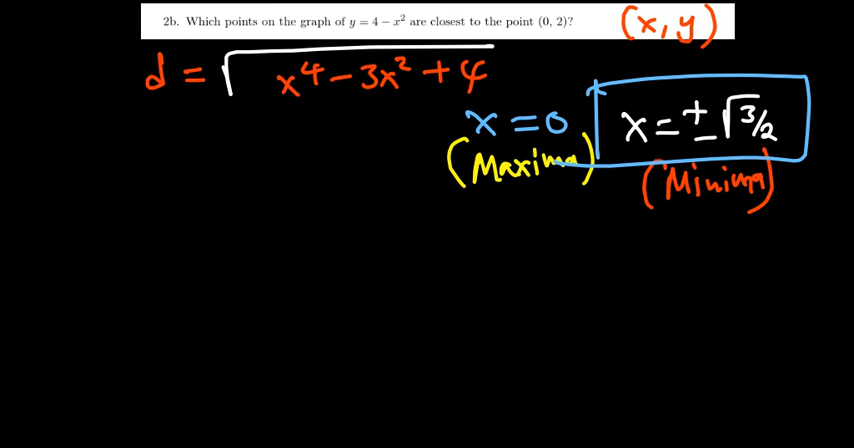 2b. Which points on the graph of y = 4 − x² are closest to the point (0, 2)?
(x, y)
d = √x⁴ − 3x² + 4
x = 0
x = ±√3/2
(Maxima)
(Minima)